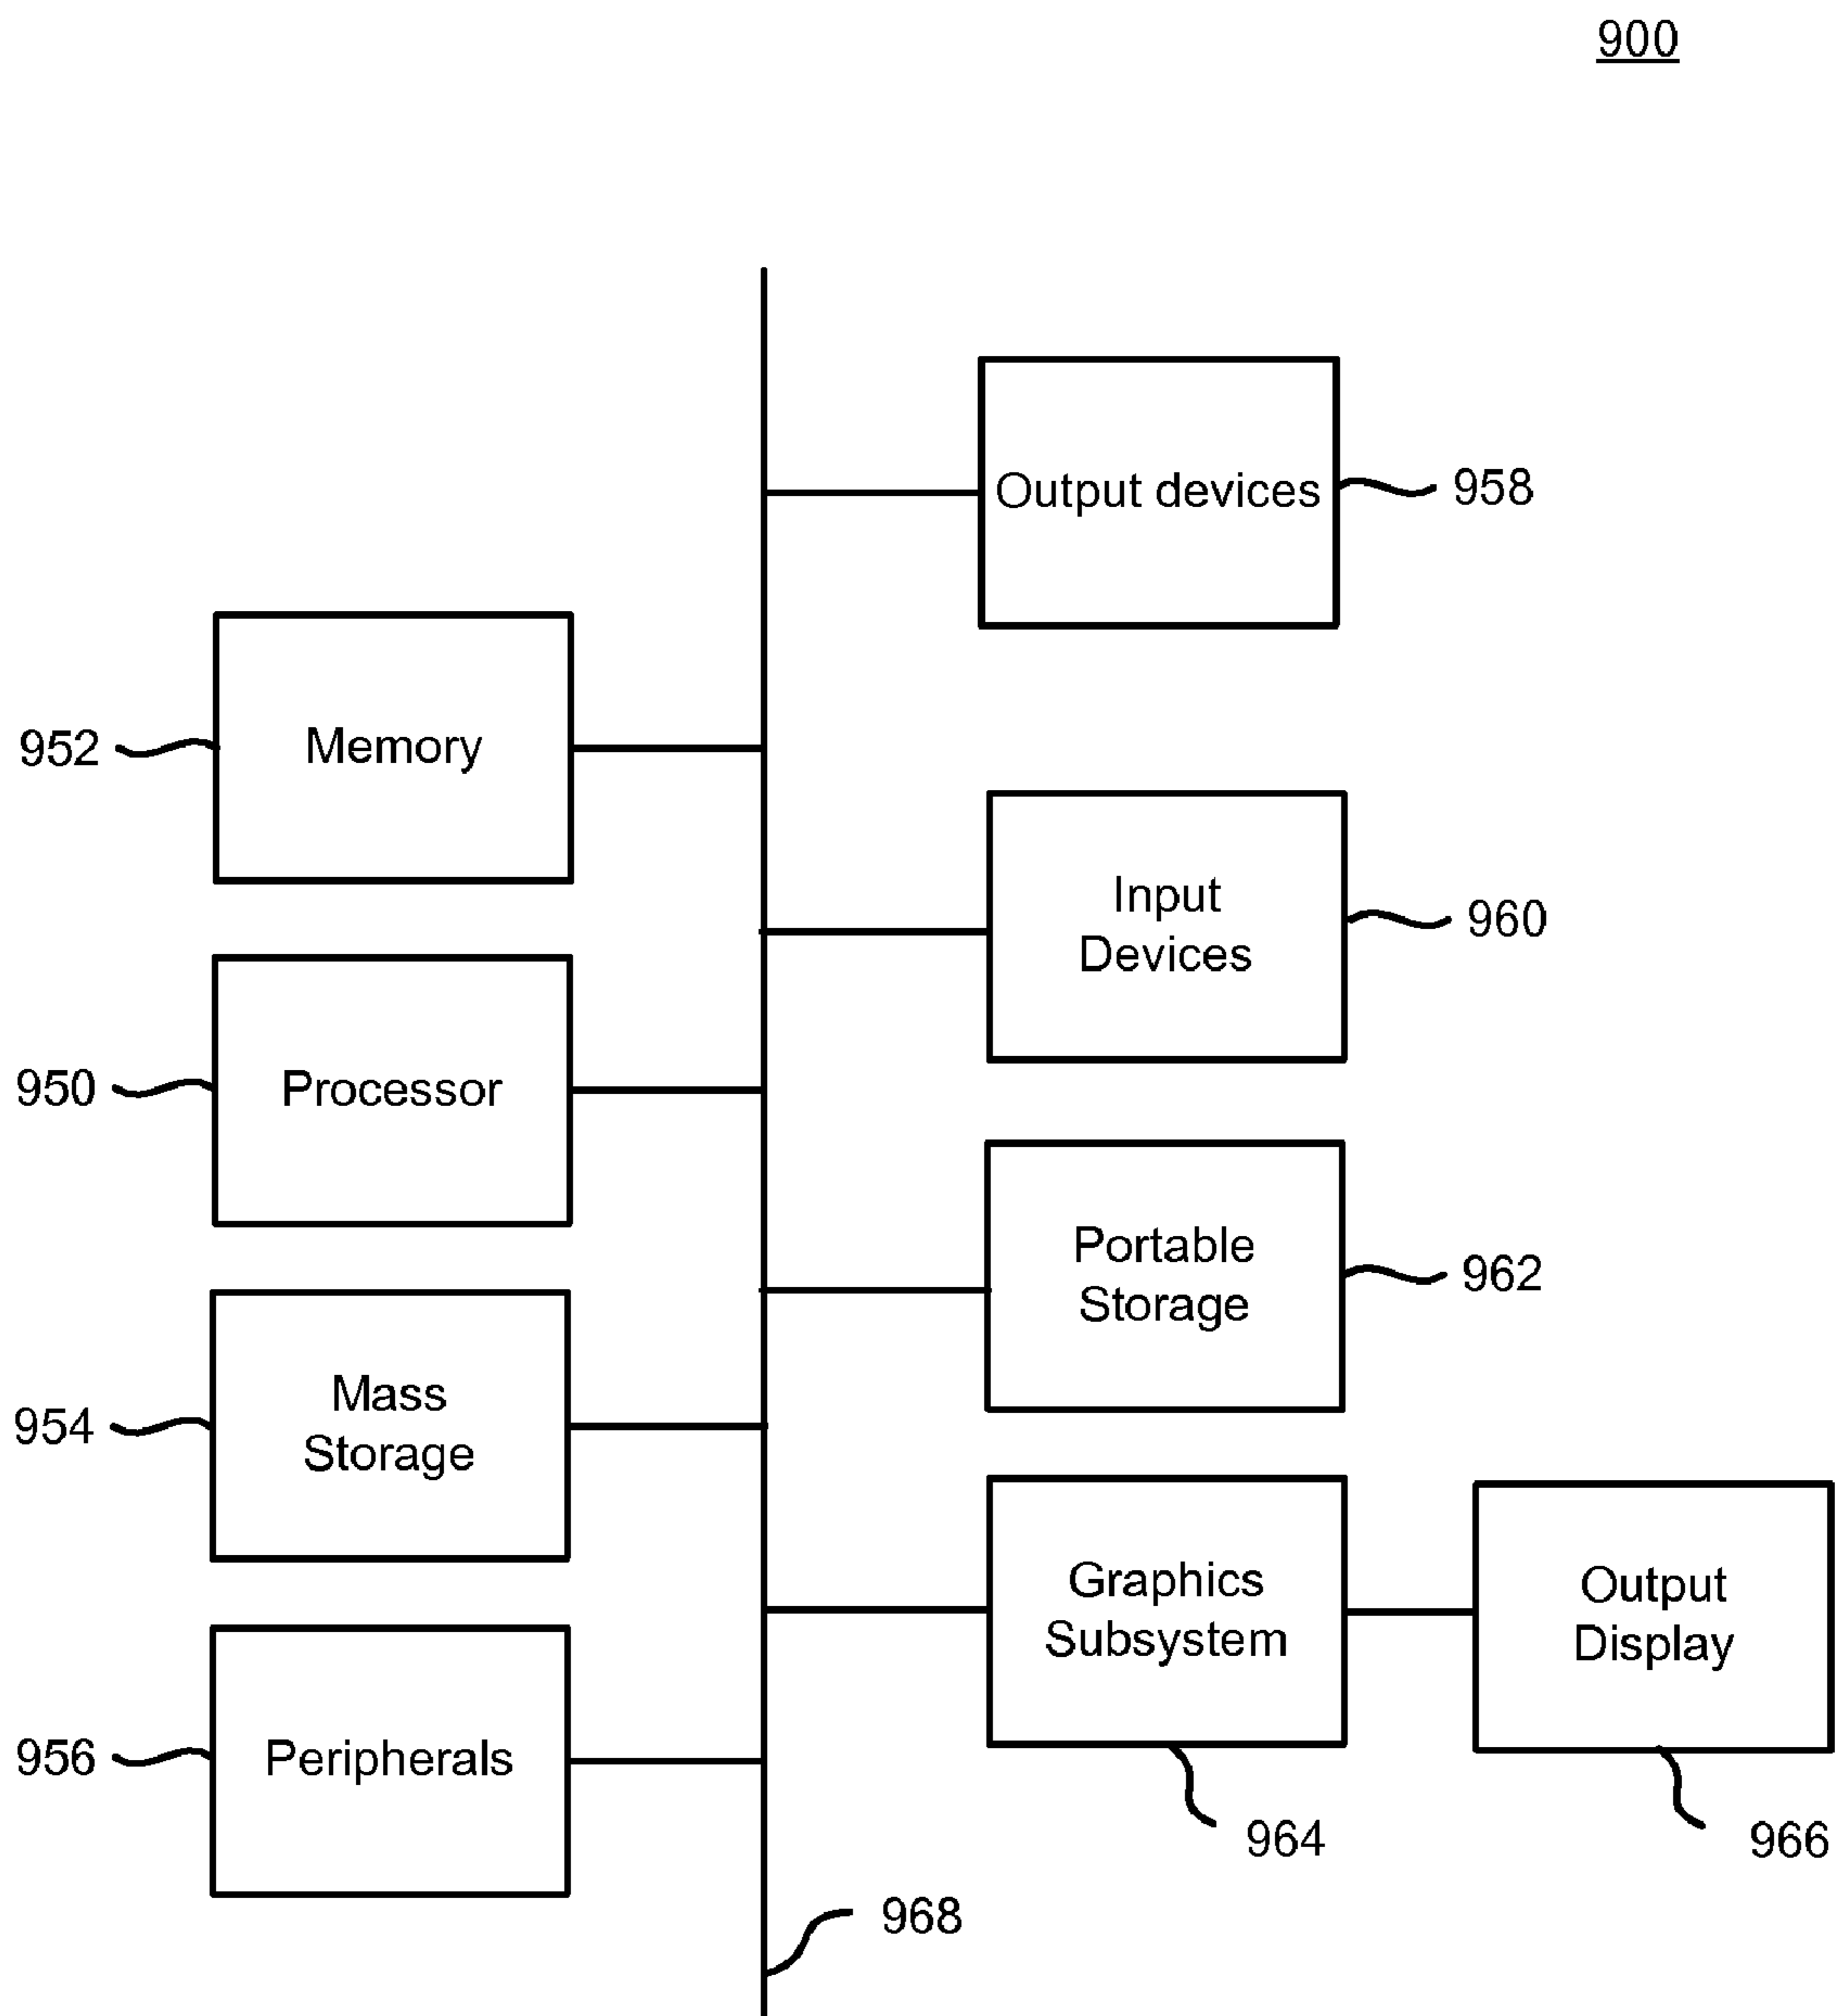 900
Output devices
958
952
Memory
Input
Devices
960
950
Processor
Portable
Storage
962
954
Mass
Storage
Graphics
Subsystem
Output
Display
956
Peripherals
964
966
968